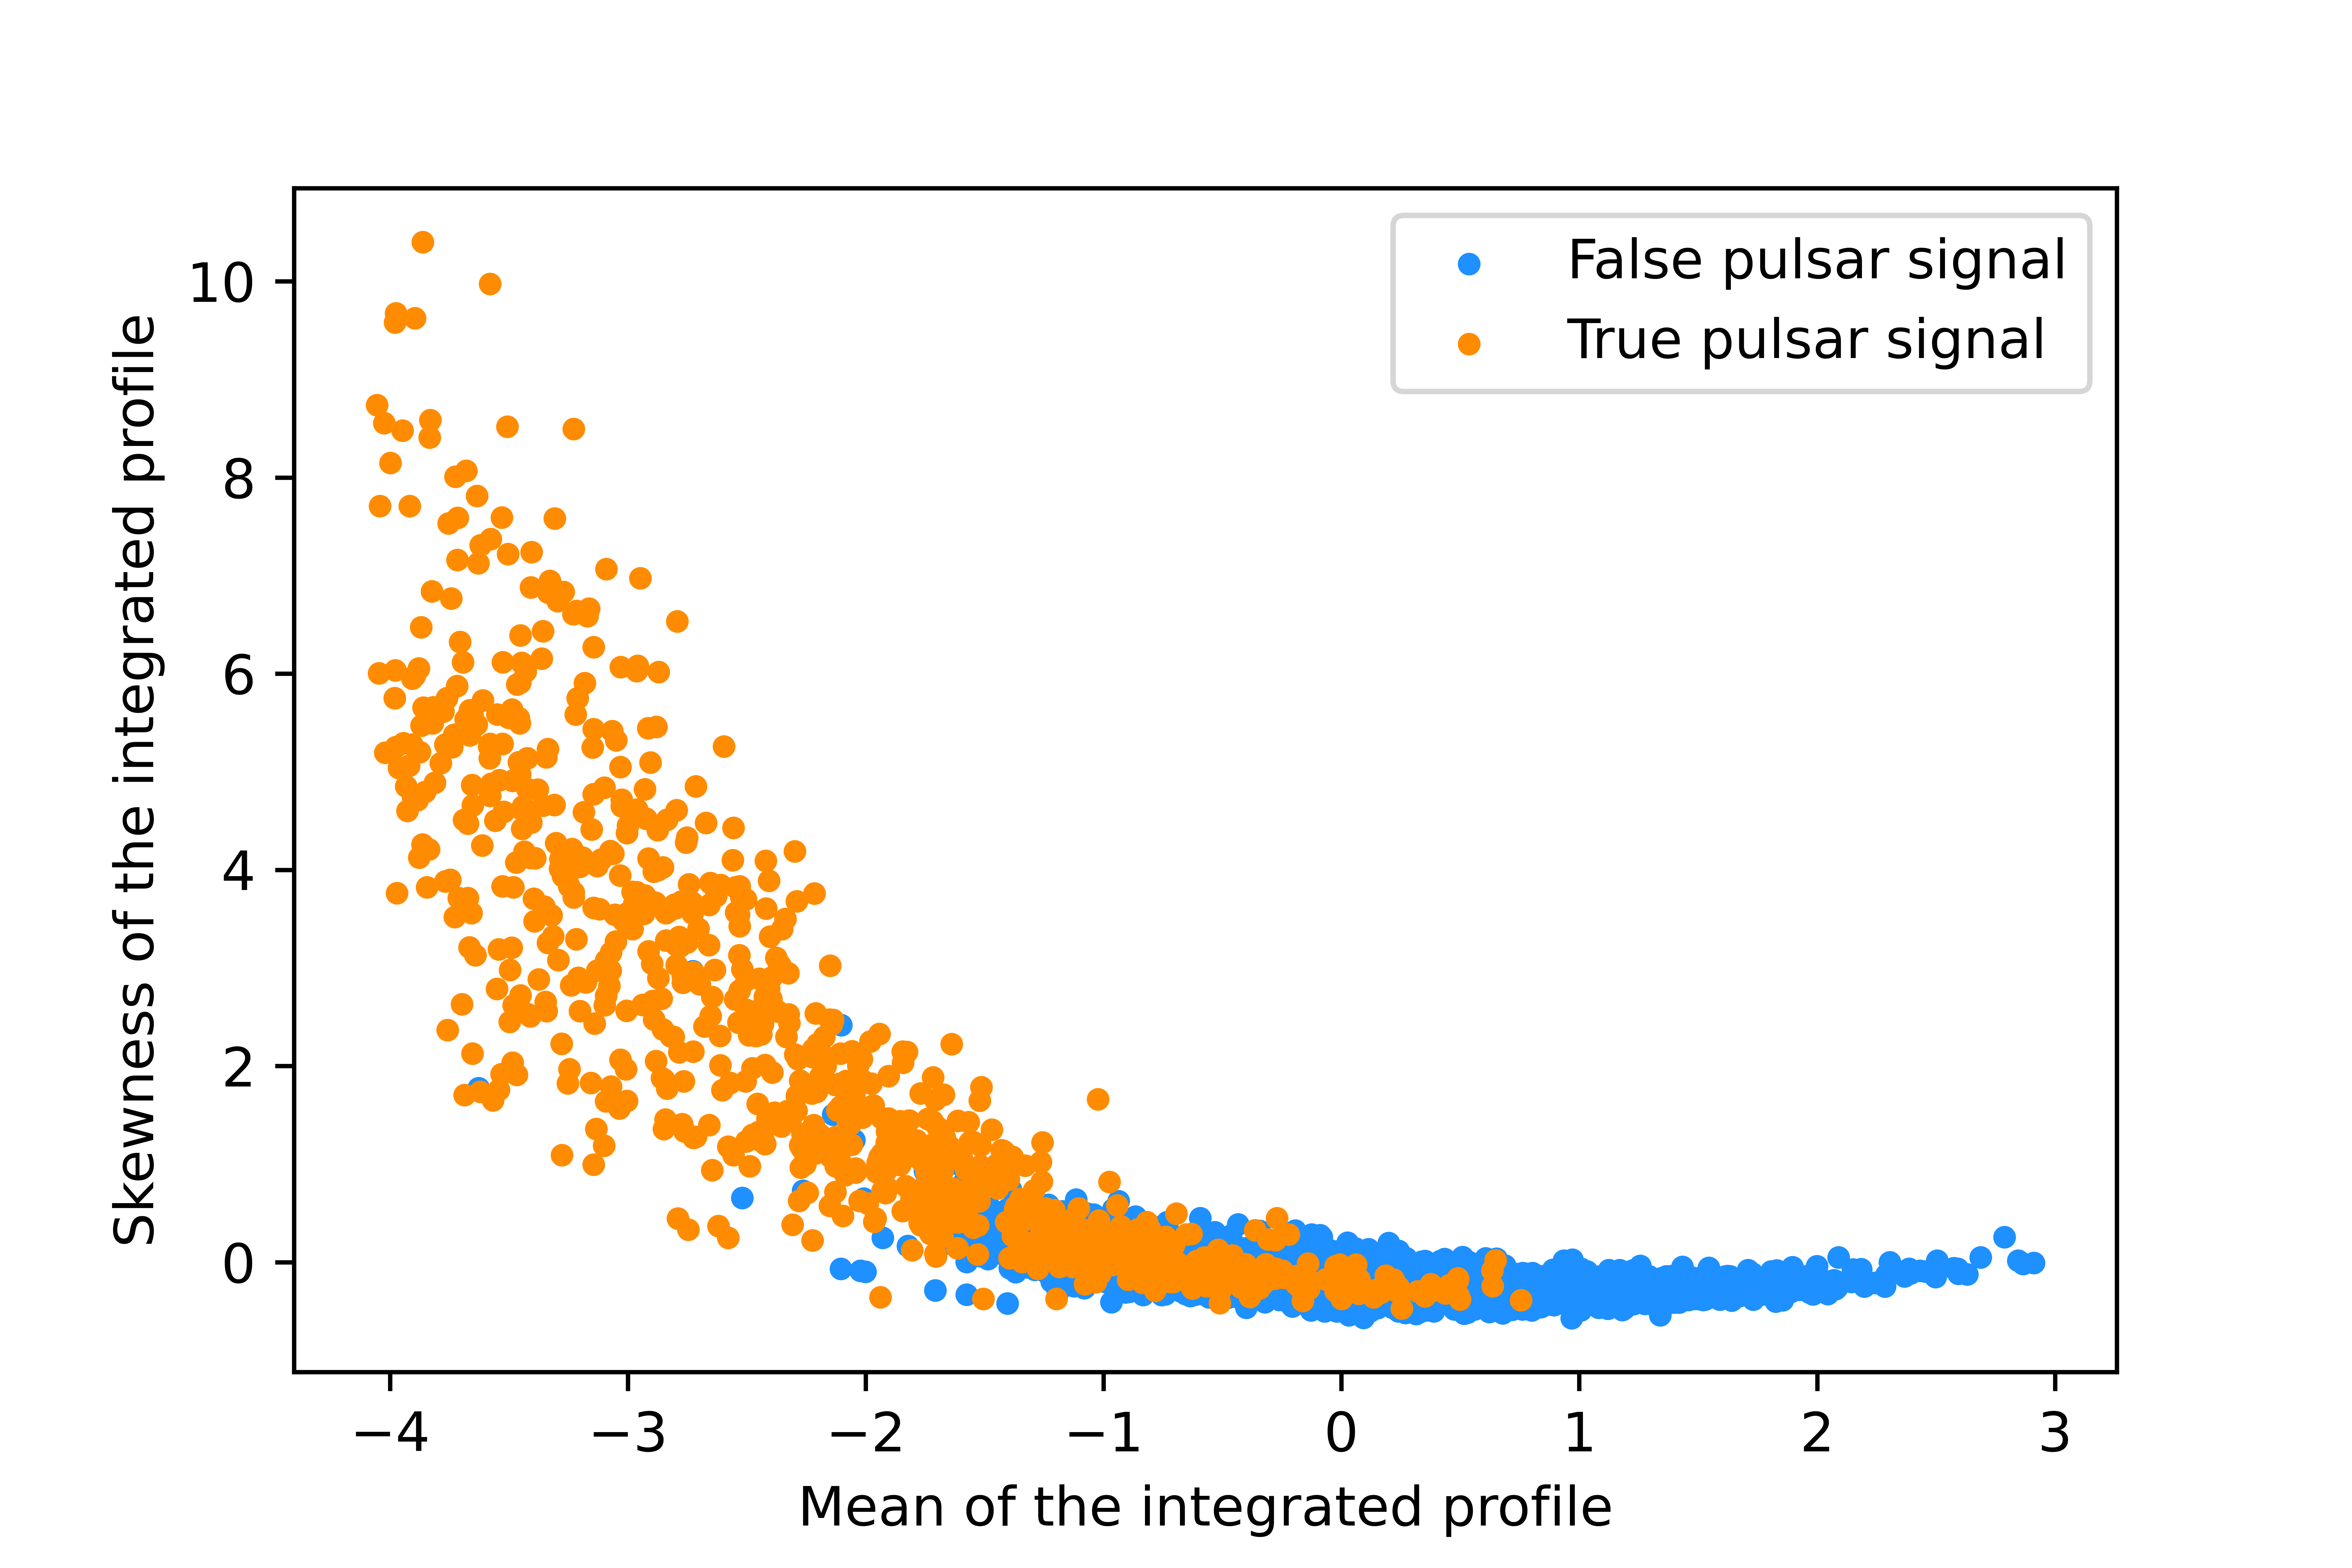 False pulsar signal
True pulsar signal
Skewness of the integrated profile
10
8
6
4
2
0
−4 −3 −2 −1 0 1 2 3
Mean of the integrated profile